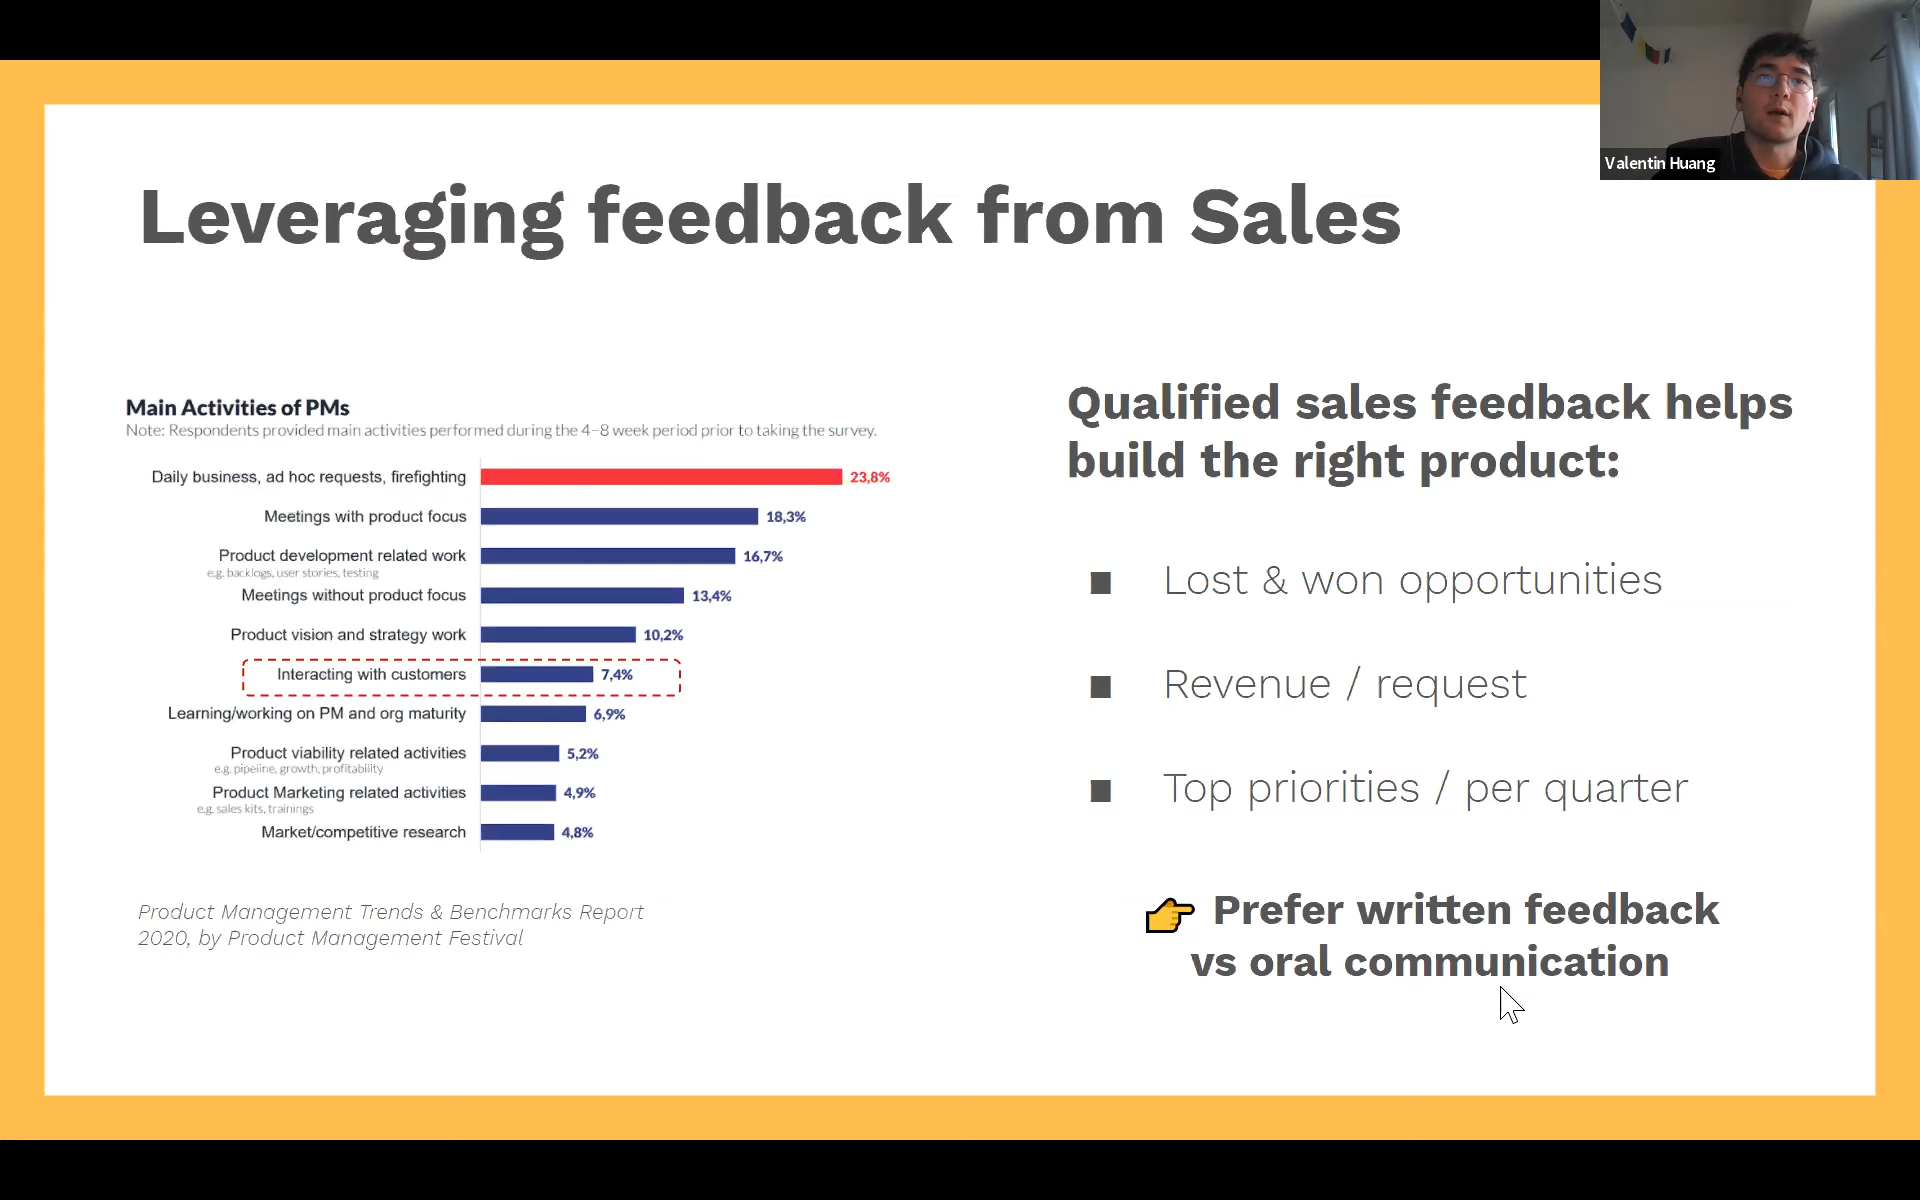 Valentin Huang
Leveraging feedback from Sales
Main Activities of PMs
Note: Respondents provided main activities performed during the 4–8 week period prior to taking the survey.
Daily business, ad hoc requests, firefighting 23,8%
Meetings with product focus 18,3%
Product development related work 16,7%
e.g. backlogs, user stories, testing
Meetings without product focus 13,4%
Product vision and strategy work 10,2%
Interacting with customers 7,4%
Learning/working on PM and org maturity 6,9%
Product viability related activities 5,2%
e.g. pipeline, growth, profitability
Product Marketing related activities 4,9%
e.g. sales kits, trainings
Market/competitive research 4,8%
Product Management Trends & Benchmarks Report
2020, by Product Management Festival
Qualified sales feedback helps
build the right product:
■ Lost & won opportunities
■ Revenue / request
■ Top priorities / per quarter
👉 Prefer written feedback
vs oral communication